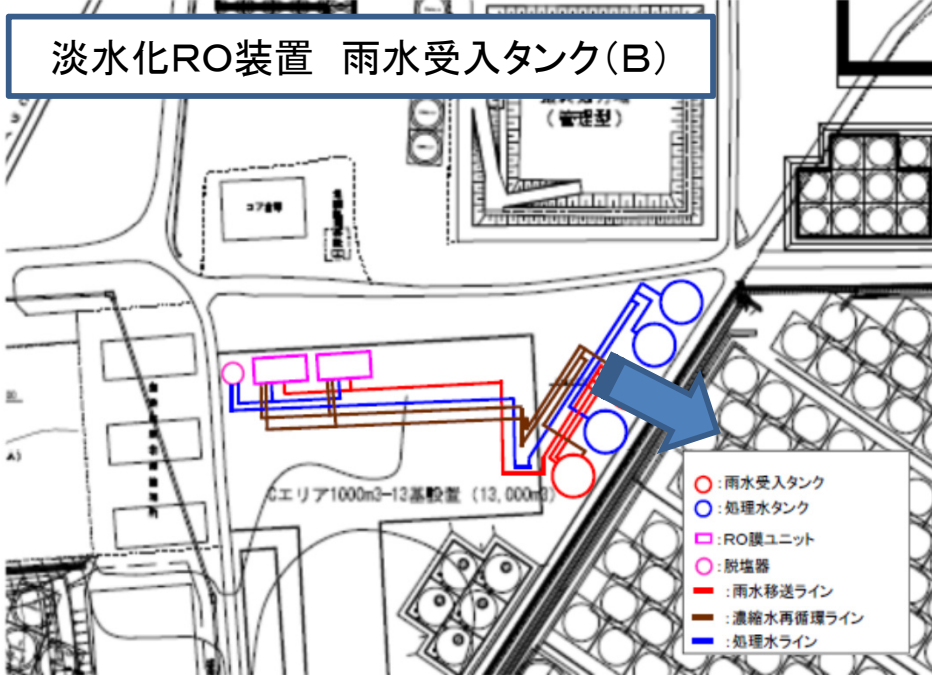 淡水化RO装置　雨水受入タンク(B)
(管理型)
コア倉庫
Cエリア1000m3-13基設置 (13,000m3)
A)
:雨水受入タンク
:処理水タンク
:RO膜ユニット
:脱塩器
:雨水移送ライン
:濃縮水再循環ライン
:処理水ライン